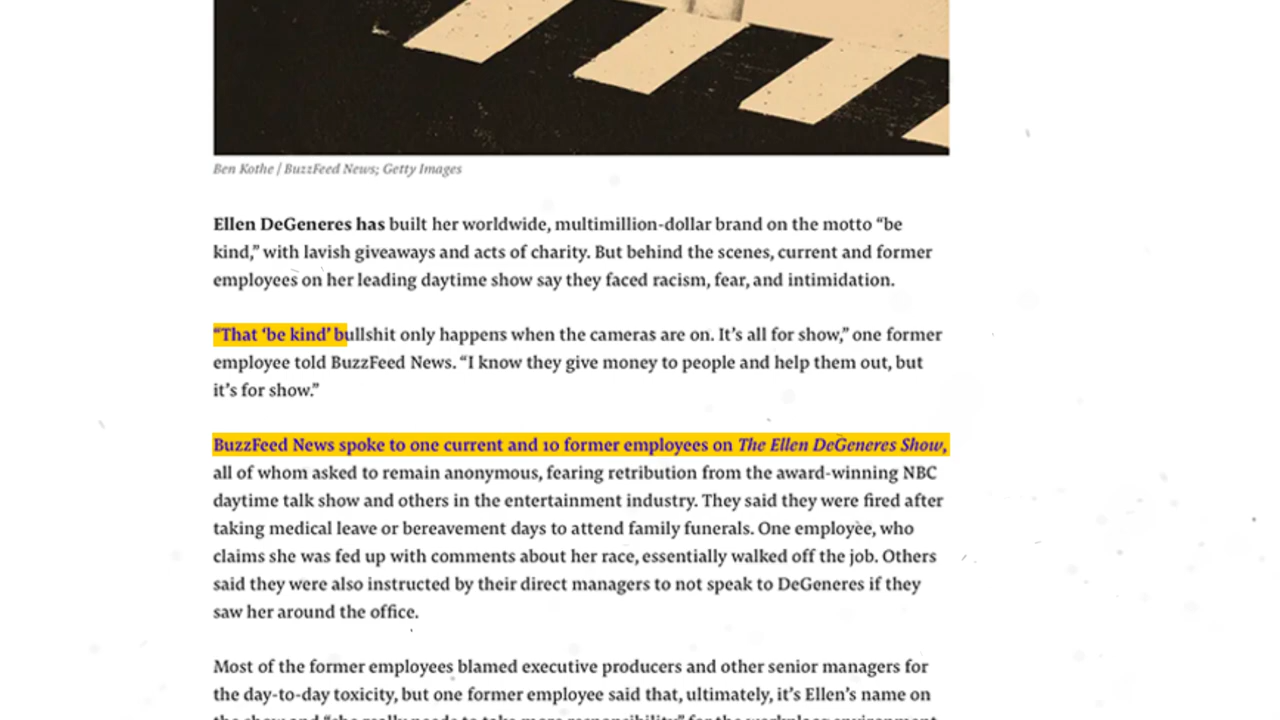 Ben Kothe / BuzzFeed News; Getty Images
Ellen DeGeneres has built her worldwide, multimillion-dollar brand on the motto “be
kind,” with lavish giveaways and acts of charity. But behind the scenes, current and former
employees on her leading daytime show say they faced racism, fear, and intimidation.
“That ‘be kind’ bullshit only happens when the cameras are on. It’s all for show,” one former
employee told BuzzFeed News. “I know they give money to people and help them out, but
it’s for show.”
BuzzFeed News spoke to one current and 10 former employees on The Ellen DeGeneres Show,
all of whom asked to remain anonymous, fearing retribution from the award-winning NBC
daytime talk show and others in the entertainment industry. They said they were fired after
taking medical leave or bereavement days to attend family funerals. One employee, who
claims she was fed up with comments about her race, essentially walked off the job. Others
said they were also instructed by their direct managers to not speak to DeGeneres if they
saw her around the office.
Most of the former employees blamed executive producers and other senior managers for
the day-to-day toxicity, but one former employee said that, ultimately, it’s Ellen’s name on
the show and “she really needs to take more responsibility” for the workplace environment.